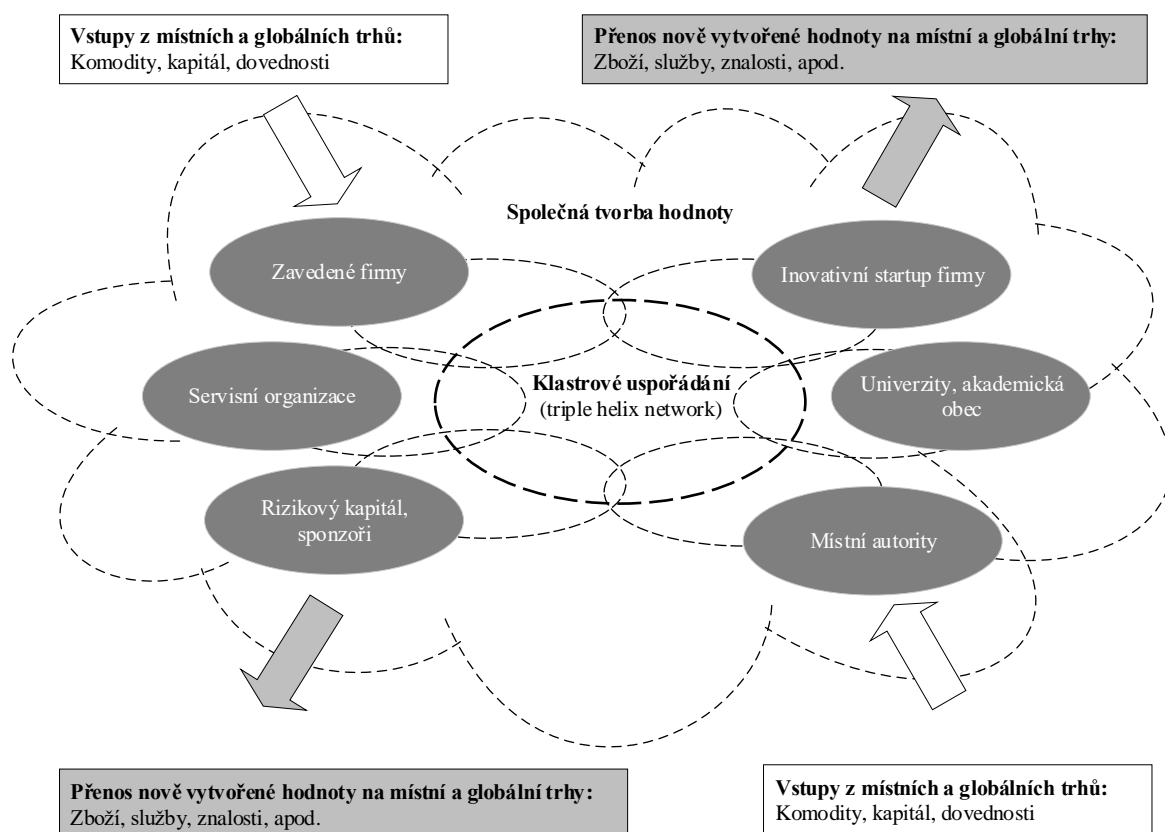 Vstupy z místních a globálních trhů:
Komodity, kapitál, dovednosti
Přenos nově vytvořené hodnoty na místní a globální trhy:
Zboží, služby, znalosti, apod.
Společná tvorba hodnoty
Zavedené firmy
Inovativní startup firmy
Klastrové uspořádání
(triple helix network)
Servisní organizace
Univerzity, akademická
obec
Rizikový kapitál,
sponzoři
Místní autority
Přenos nově vytvořené hodnoty na místní a globální trhy:
Zboží, služby, znalosti, apod.
Vstupy z místních a globálních trhů:
Komodity, kapitál, dovednosti